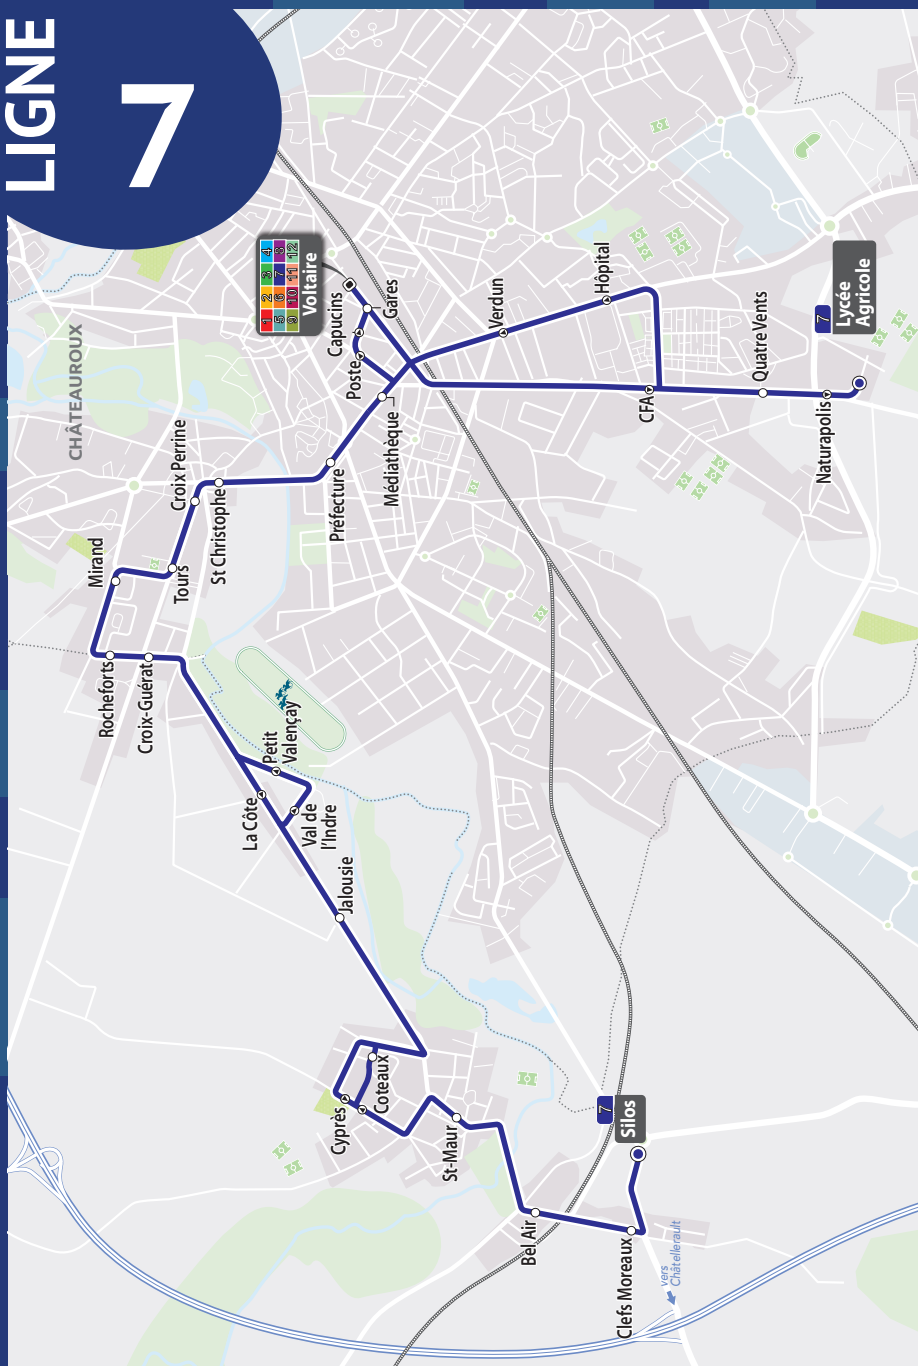 LIGNE
7
CHÂTEAUROUX
1 2 3 4
5 6 7 8
9 10 11 12
Voltaire
Capucins
Gares
Poste
Médiathèque
Verdun
Hôpital
7
Lycée
Agricole
Quatre Vents
CFA
Naturapolis
Préfecture
Croix Perrine
St Christophe
Tours
Mirand
Rocheforts
Croix-Guérat
Petit
Valençay
La Côte
Val de
l'Indre
Jalousie
Coteaux
Cyprès
St-Maur
7
Silos
Bel Air
Clefs Moreaux
vers
Châtellerault